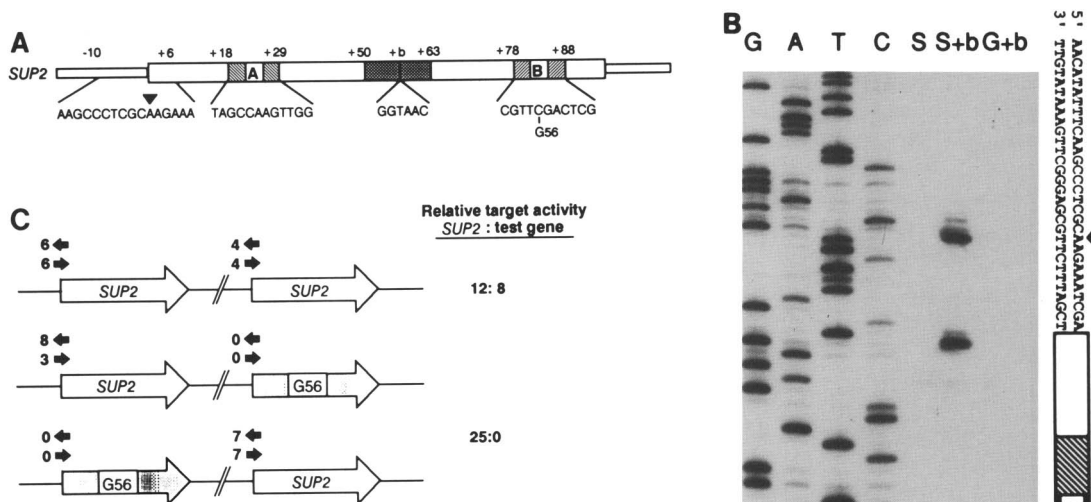 A
-10 +6 +18 +29 +50 +b +63 +78 +88
SUP2 A B
AAGCCCTCGCAAGAAA TAGCCAAGTTGG GGTAAC CGTTCGACTCG
G56
B
G A T C S S+b G+b
5' AACATATTTCAAGCCCTCGCAAGAAATCGA
3' TTGTATAAAGTTCGGGAGCGTTCTTTAGCT
C
Relative target activity
SUP2 : test gene
6 4
6 4
SUP2 SUP2 12: 8
8 0
3 0
SUP2 G56
0 7
0 7
25:0
G56 SUP2